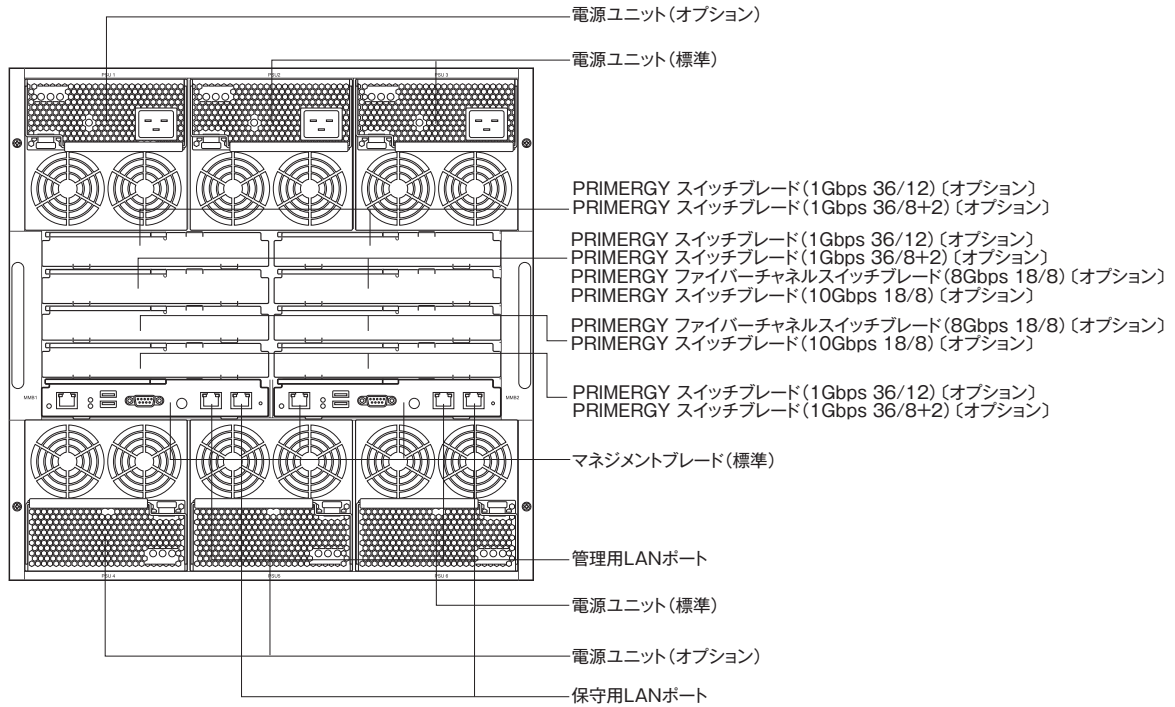 電源ユニット（オプション）
電源ユニット（標準）
PSU 1
PSU2
PSU 3
PRIMERGY スイッチブレード（1Gbps 36/12）〔オプション〕
PRIMERGY スイッチブレード（1Gbps 36/8+2）〔オプション〕
PRIMERGY スイッチブレード（1Gbps 36/12）〔オプション〕
PRIMERGY スイッチブレード（1Gbps 36/8+2）〔オプション〕
PRIMERGY ファイバーチャネルスイッチブレード（8Gbps 18/8）〔オプション〕
PRIMERGY スイッチブレード（10Gbps 18/8）〔オプション〕
PRIMERGY ファイバーチャネルスイッチブレード（8Gbps 18/8）〔オプション〕
PRIMERGY スイッチブレード（10Gbps 18/8）〔オプション〕
PRIMERGY スイッチブレード（1Gbps 36/12）〔オプション〕
PRIMERGY スイッチブレード（1Gbps 36/8+2）〔オプション〕
MMB1
MMB2
マネジメントブレード（標準）
管理用LANポート
PSU 4
PSU5
PSU 6
電源ユニット（標準）
電源ユニット（オプション）
保守用LANポート